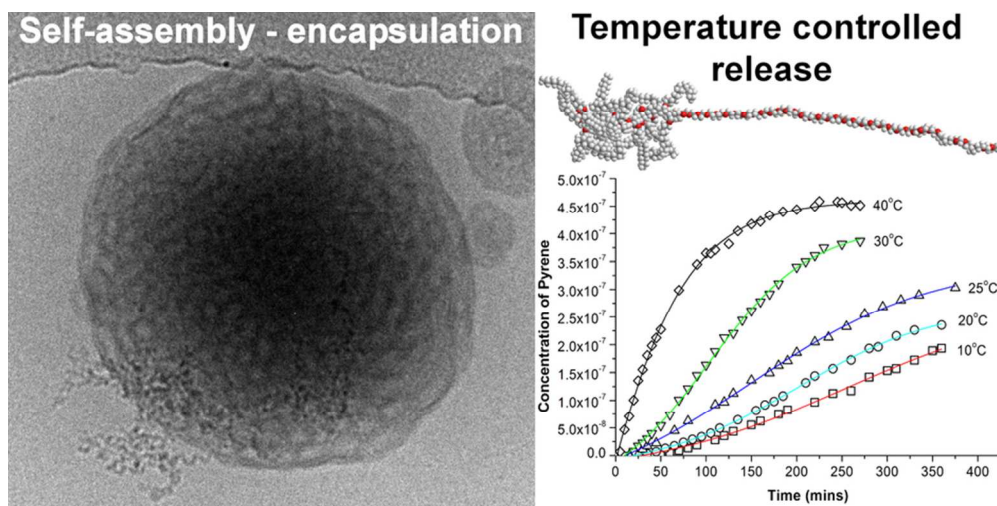 Self-assembly - encapsulation
Temperature controlled
release
5.0x10⁻⁷
4.5x10⁻⁷
4.0x10⁻⁷
3.5x10⁻⁷
3.0x10⁻⁷
2.5x10⁻⁷
2.0x10⁻⁷
1.5x10⁻⁷
1.0x10⁻⁷
5.0x10⁻⁸
0.0
Concentration of Pyrene
40°C
30°C
25°C
20°C
10°C
0 50 100 150 200 250 300 350 400
Time (mins)